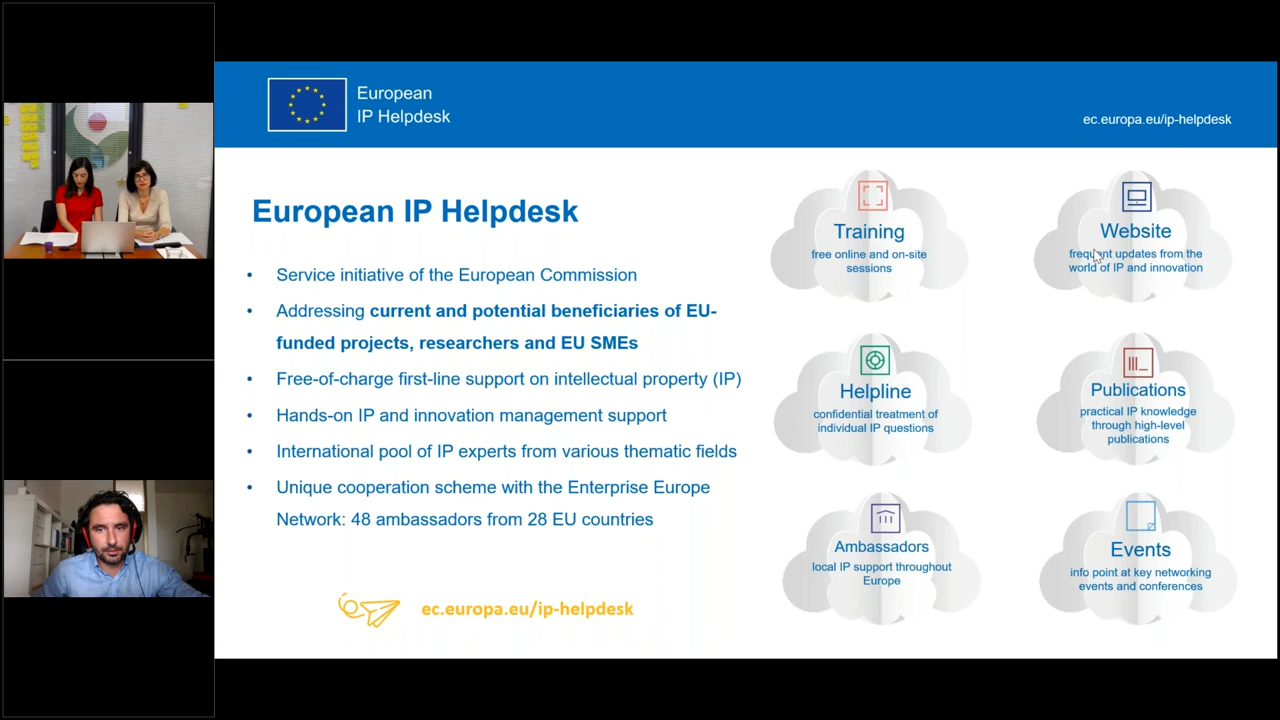 European
IP Helpdesk
ec.europa.eu/ip-helpdesk
European IP Helpdesk
• Service initiative of the European Commission
• Addressing current and potential beneficiaries of EU-
funded projects, researchers and EU SMEs
• Free-of-charge first-line support on intellectual property (IP)
• Hands-on IP and innovation management support
• International pool of IP experts from various thematic fields
• Unique cooperation scheme with the Enterprise Europe
Network: 48 ambassadors from 28 EU countries
ec.europa.eu/ip-helpdesk
Training
free online and on-site
sessions
Website
frequent updates from the
world of IP and innovation
Helpline
confidential treatment of
individual IP questions
Publications
practical IP knowledge
through high-level
publications
Ambassadors
local IP support throughout
Europe
Events
info point at key networking
events and conferences